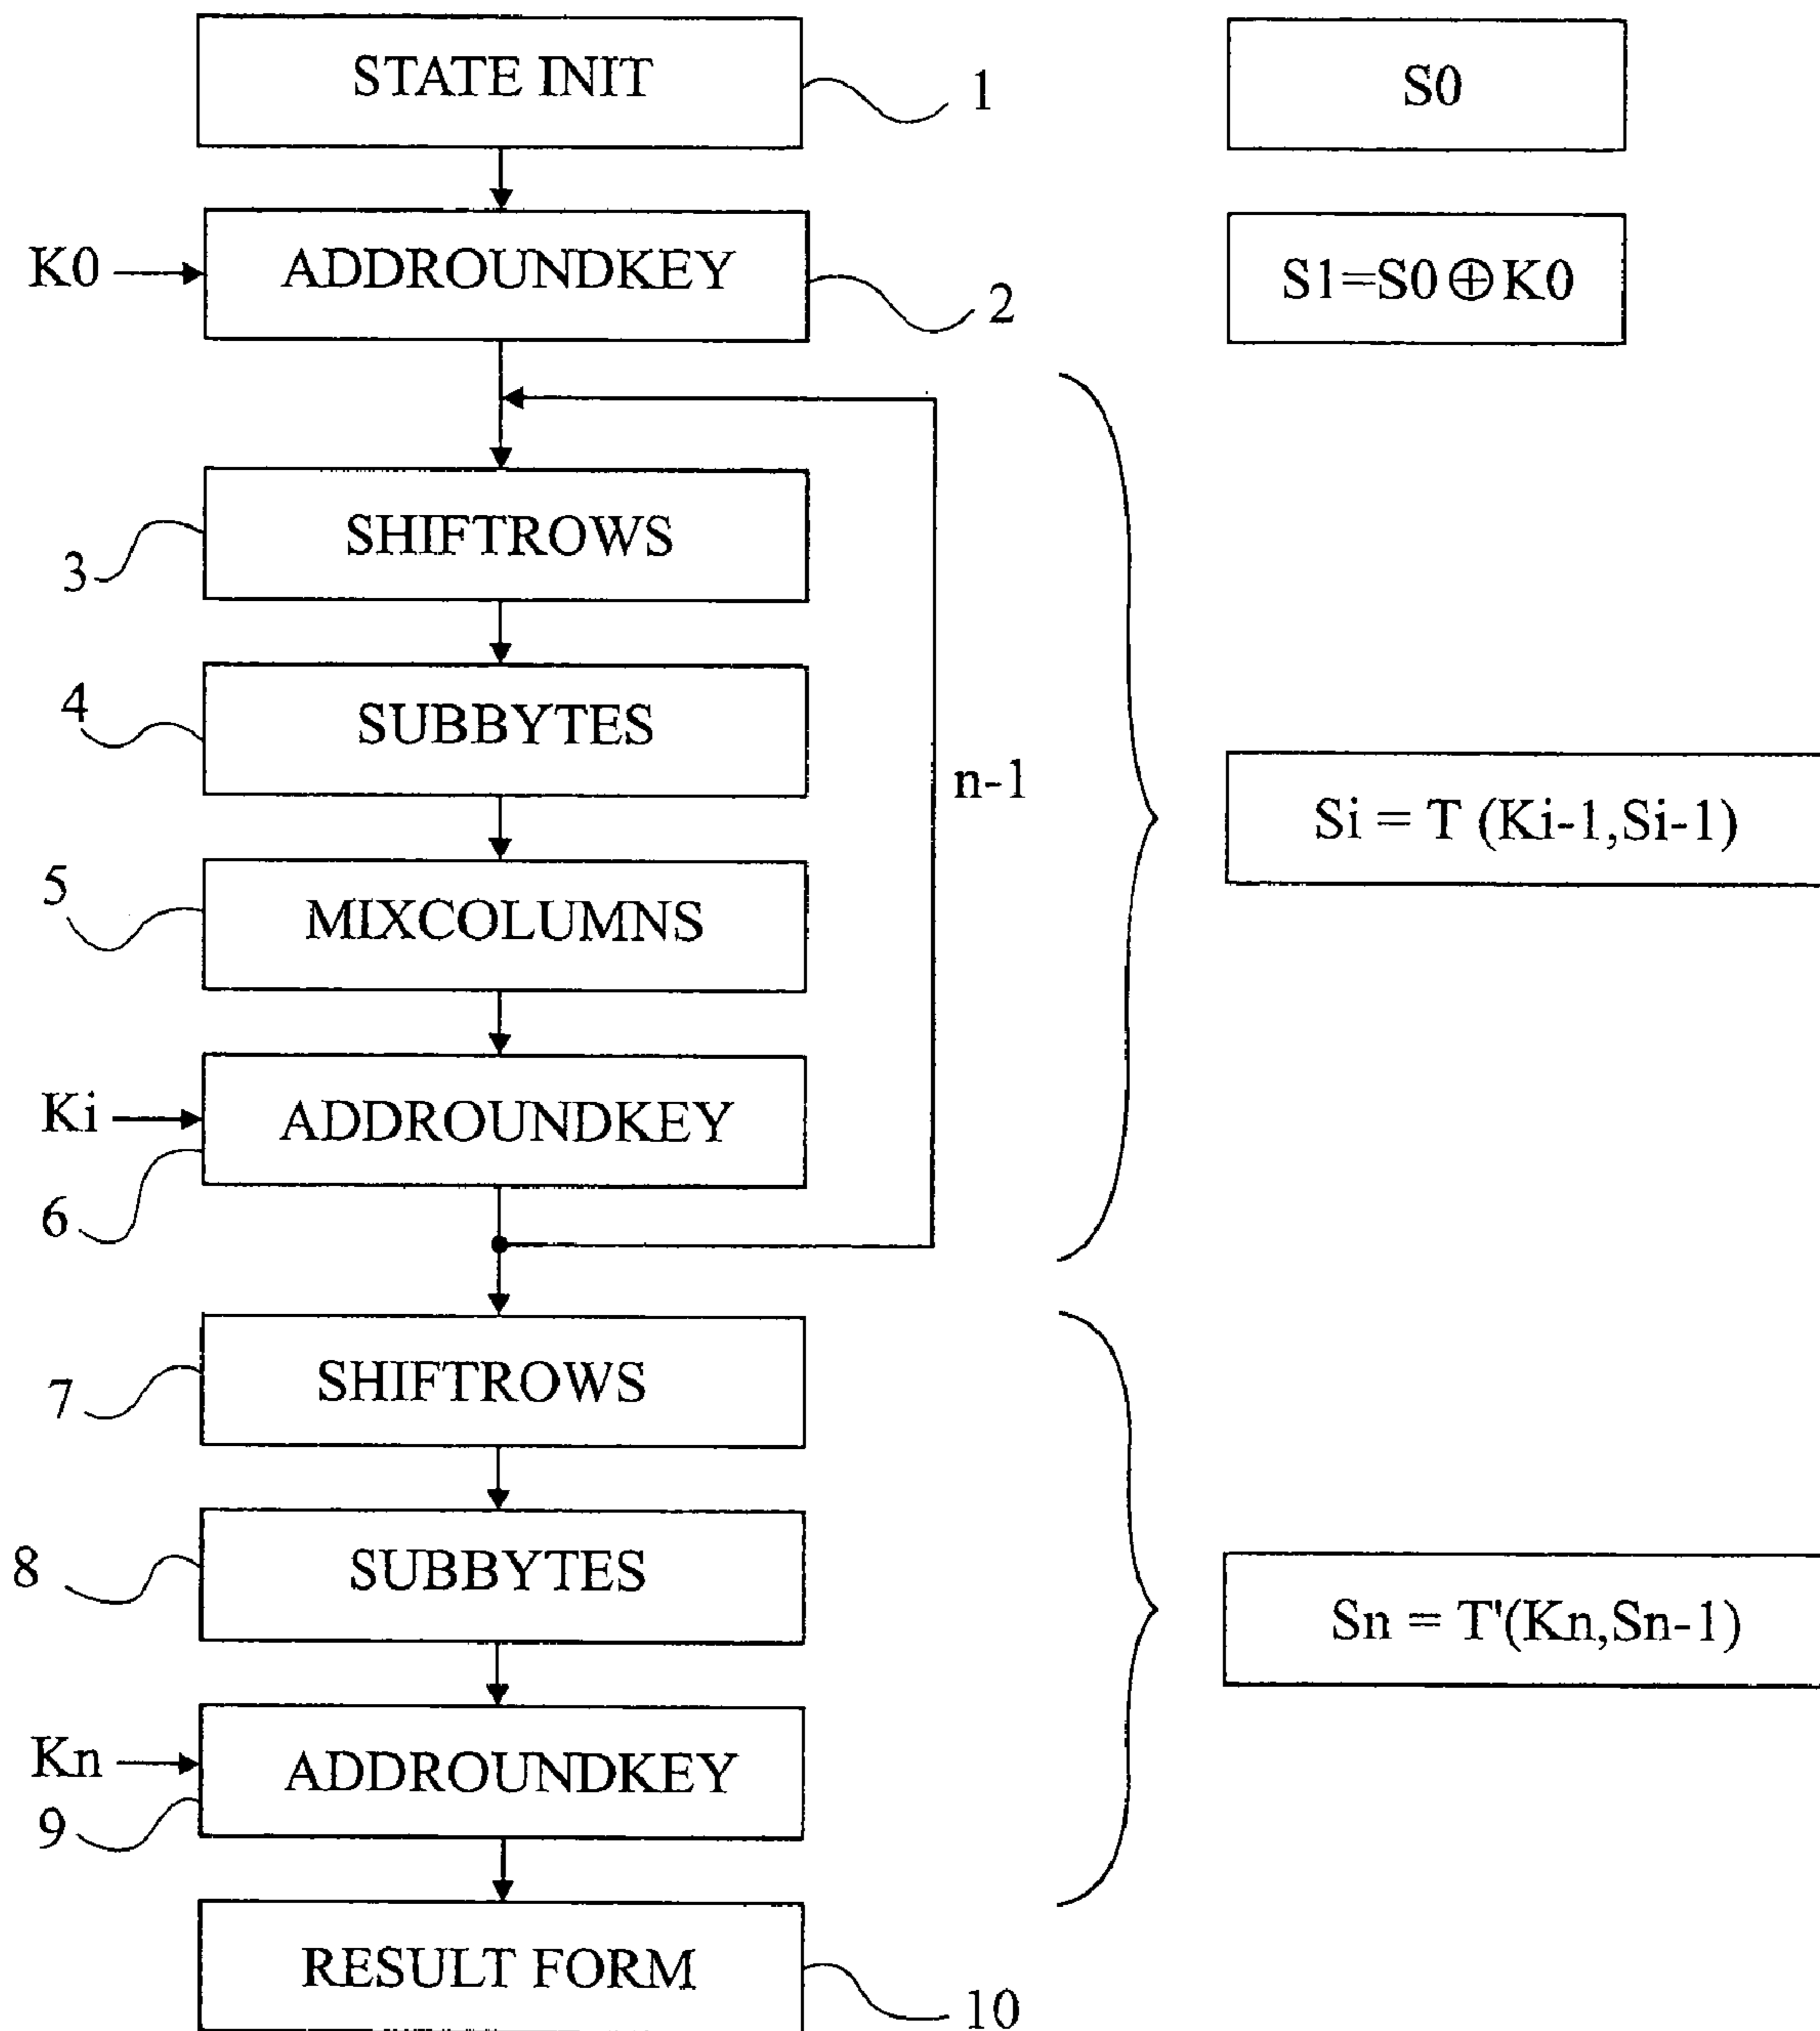 STATE INIT
1
S0
K0
ADDROUNDKEY
2
S1=S0⊕K0
3
SHIFTROWS
4
SUBBYTES
n-1
Si = T (Ki-1,Si-1)
5
MIXCOLUMNS
Ki
ADDROUNDKEY
6
7
SHIFTROWS
8
SUBBYTES
Sn = T'(Kn,Sn-1)
Kn
ADDROUNDKEY
9
RESULT FORM
10